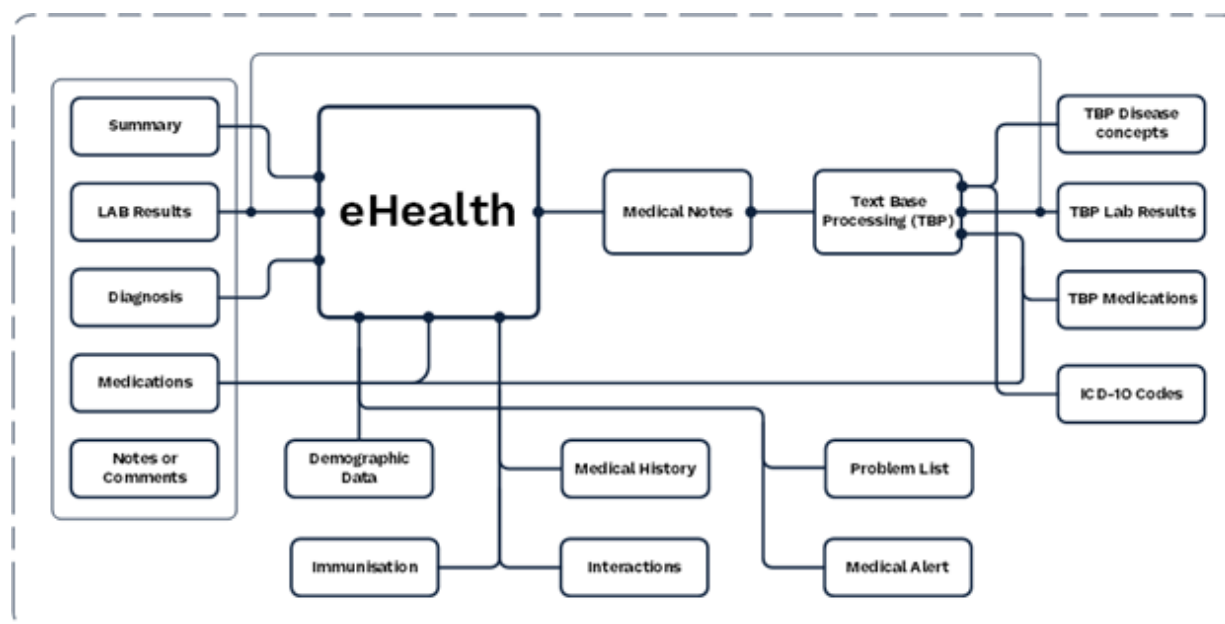 Summary
LAB Results
Diagnosis
Medications
Notes or
Comments
eHealth
Medical Notes
Text Base
Processing (TBP)
TBP Disease
concepts
TBP Lab Results
TBP Medications
ICD-10 Codes
Demographic
Data
Medical History
Problem List
Immunisation
Interactions
Medical Alert